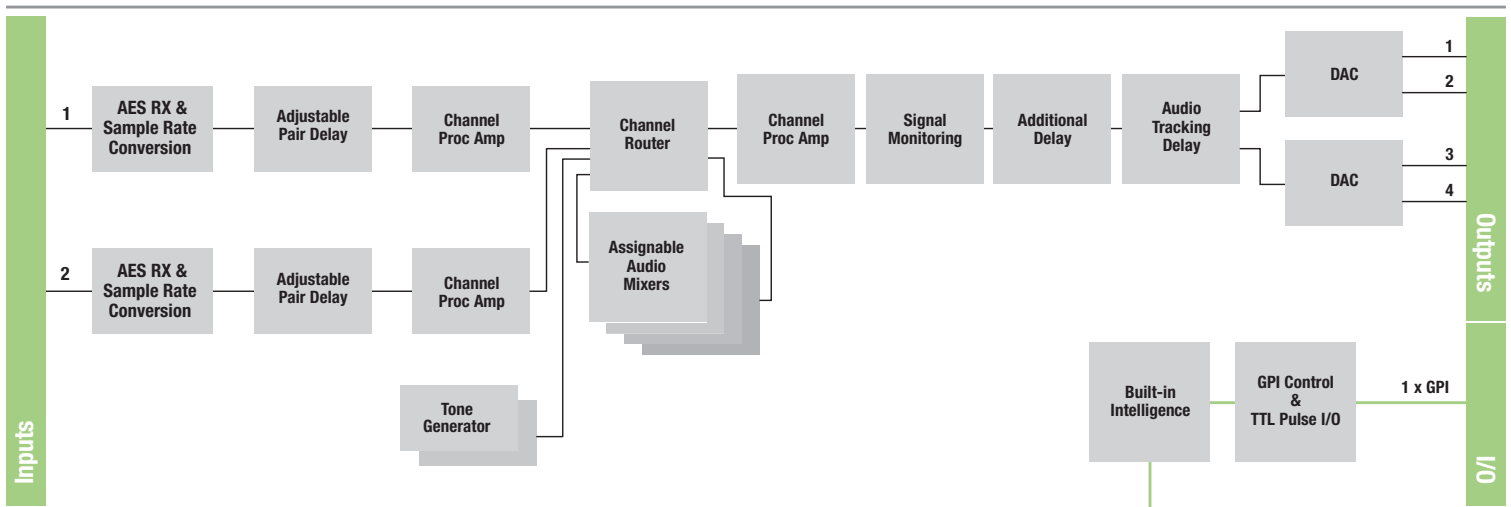 Inputs
1
AES RX &
Sample Rate
Conversion
Adjustable
Pair Delay
Channel
Proc Amp
Channel
Router
Channel
Proc Amp
Signal
Monitoring
Additional
Delay
Audio
Tracking
Delay
DAC
1
2
DAC
3
4
Outputs
2
AES RX &
Sample Rate
Conversion
Adjustable
Pair Delay
Channel
Proc Amp
Assignable
Audio
Mixers
Tone
Generator
Built-in
Intelligence
GPI Control
&
TTL Pulse I/O
1 x GPI
I/O